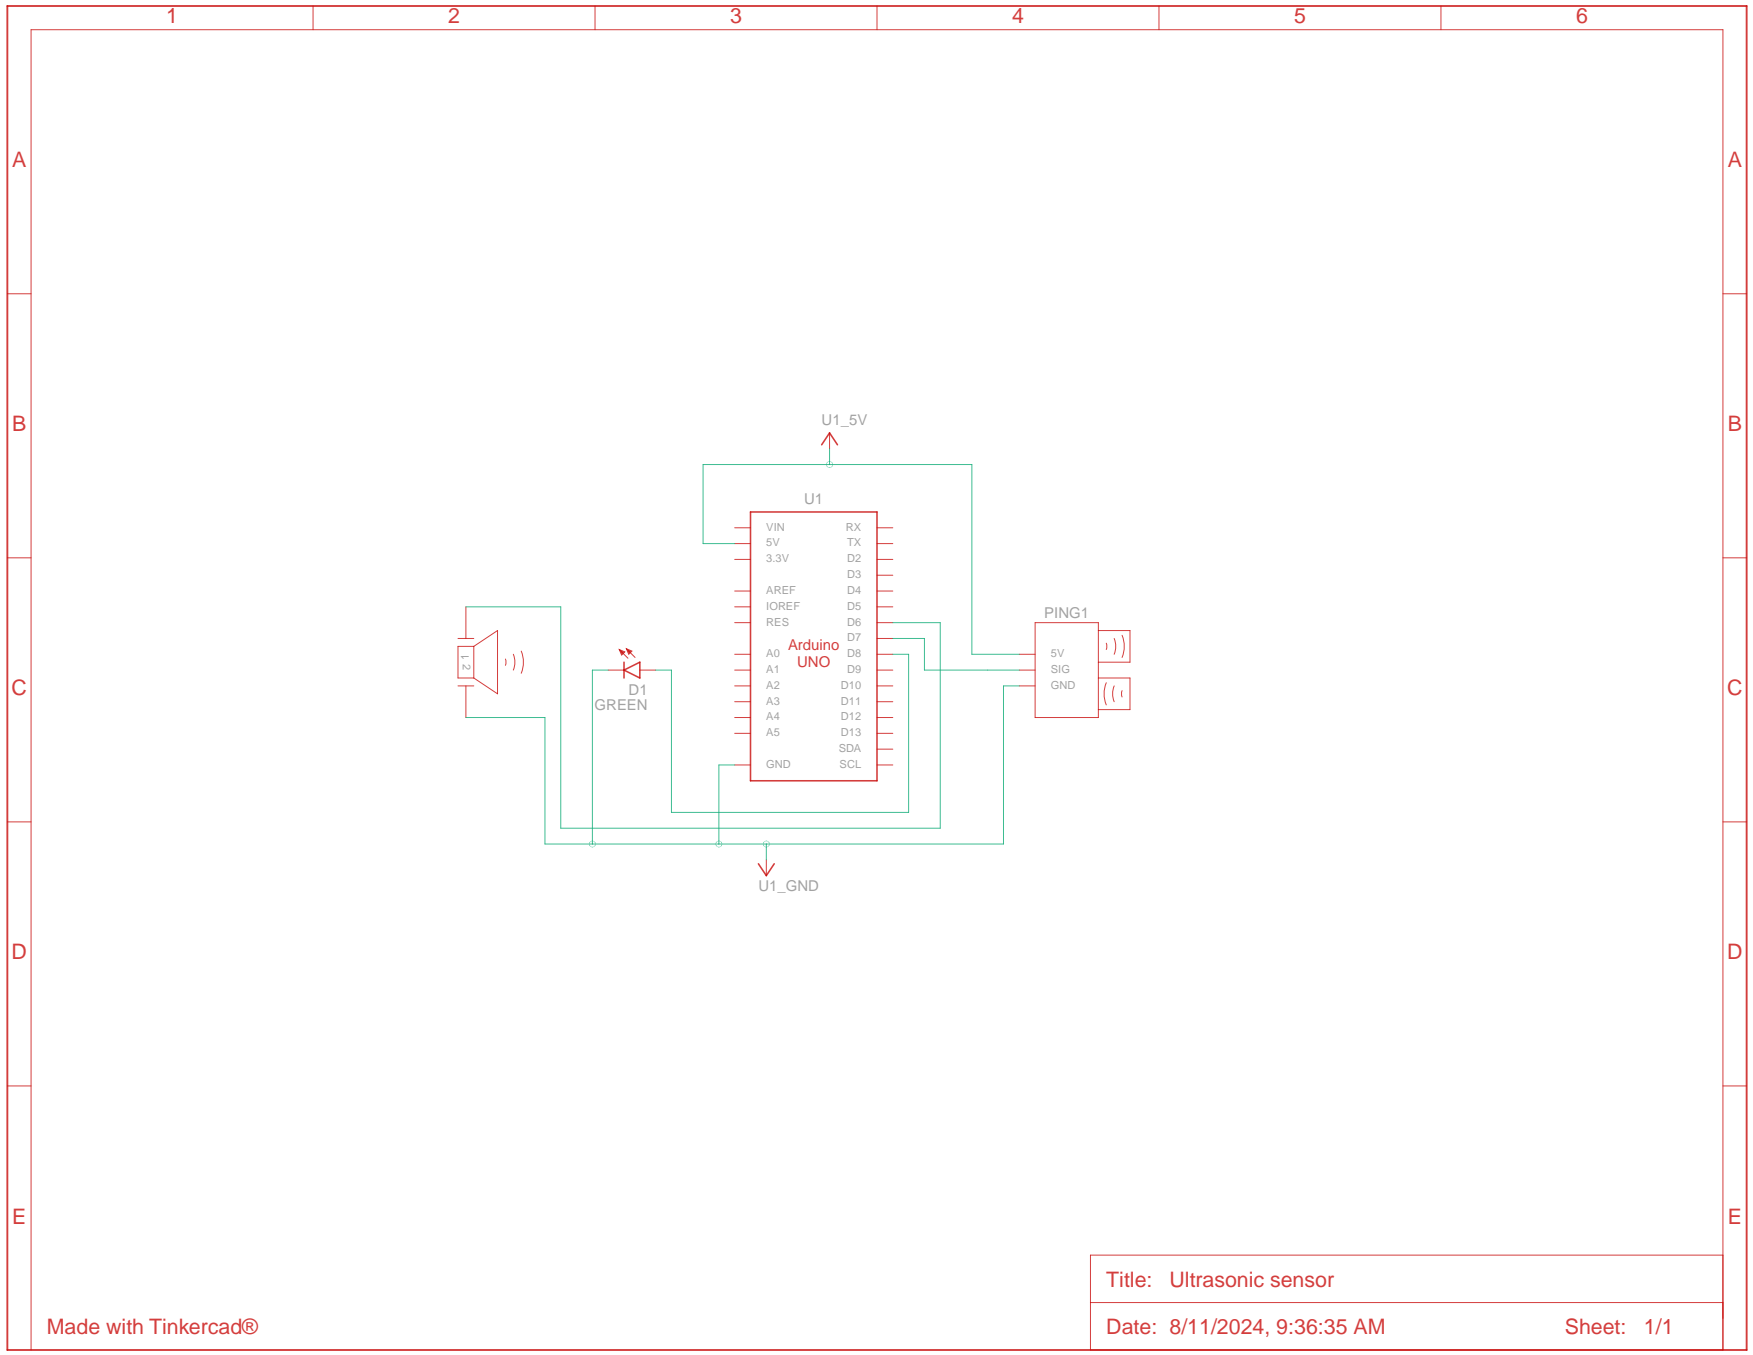 1 2 3 4 5 6
A A
B B
C C
D D
E E
U1_5V
U1
VIN RX
5V TX
3.3V D2
D3
AREF D4
IOREF D5
RES D6
D7
A0 D8
A1 D9
A2 D10
A3 D11
A4 D12
A5 D13
SDA
GND SCL
Arduino
UNO
1 2
D1
GREEN
PING1
5V
SIG
GND
U1_GND
Title: Ultrasonic sensor
Made with Tinkercad®
Date: 8/11/2024, 9:36:35 AM Sheet: 1/1